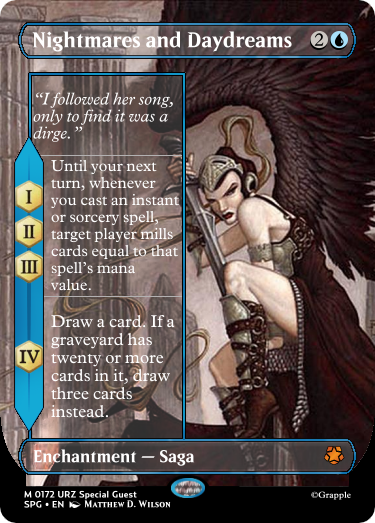 Nightmares and Daydreams 2
“I followed her song,
only to find it was a
dirge.”
I
II
III
Until your next
turn, whenever
you cast an instant
or sorcery spell,
target player mills
cards equal to that
spell’s mana
value.
IV
Draw a card. If a
graveyard has
twenty or more
cards in it, draw
three cards
instead.
Enchantment — Saga
M 0172 URZ Special Guest
SPG • EN Matthew D. Wilson
©Grapple